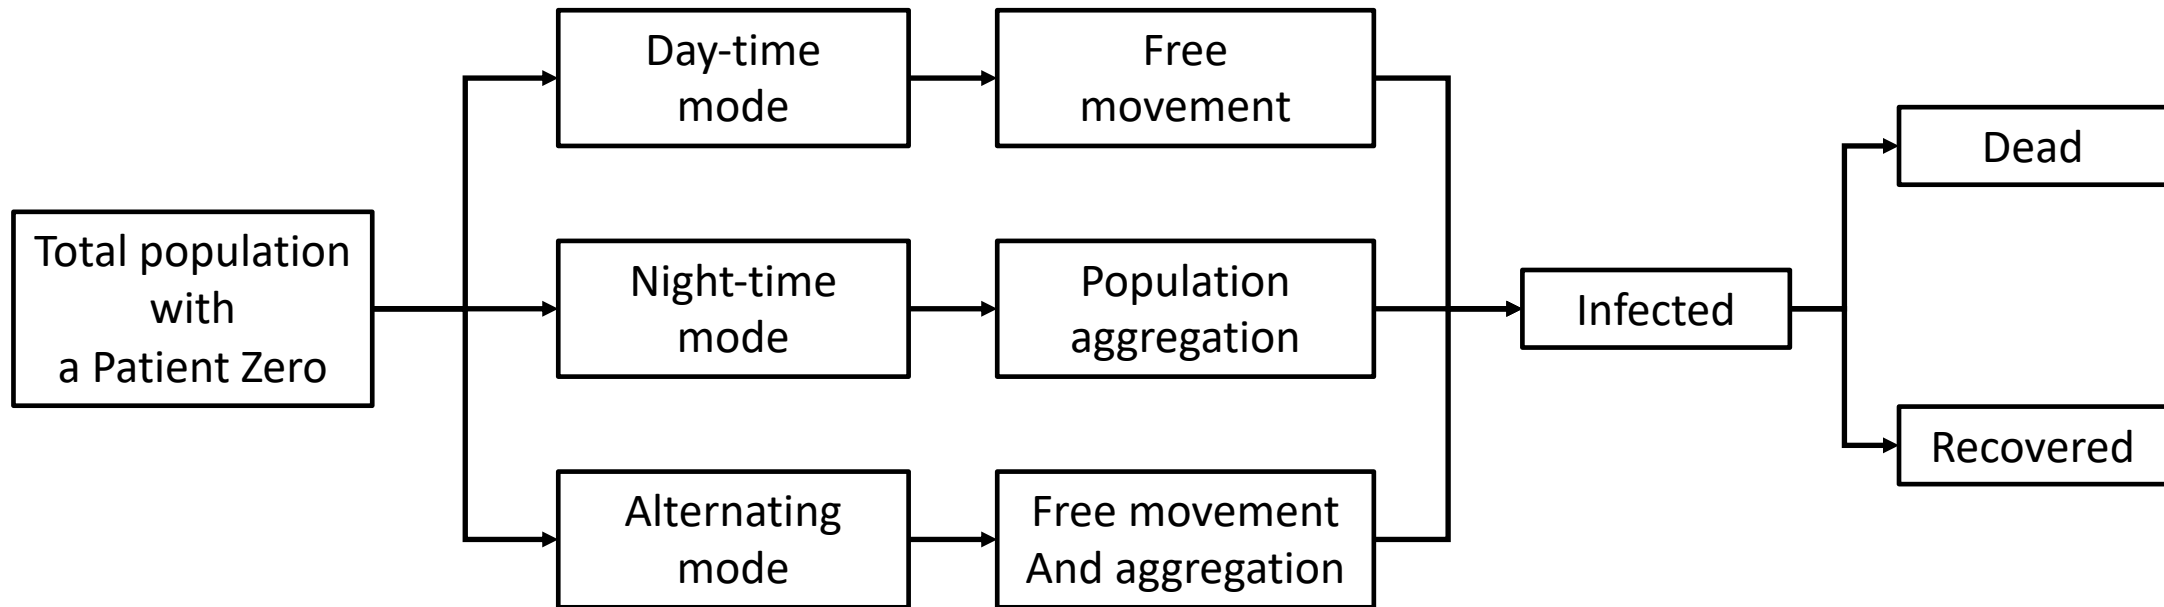 Total population
with
a Patient Zero
Day-time
mode
Free
movement
Night-time
mode
Population
aggregation
Alternating
mode
Free movement
And aggregation
Infected
Dead
Recovered